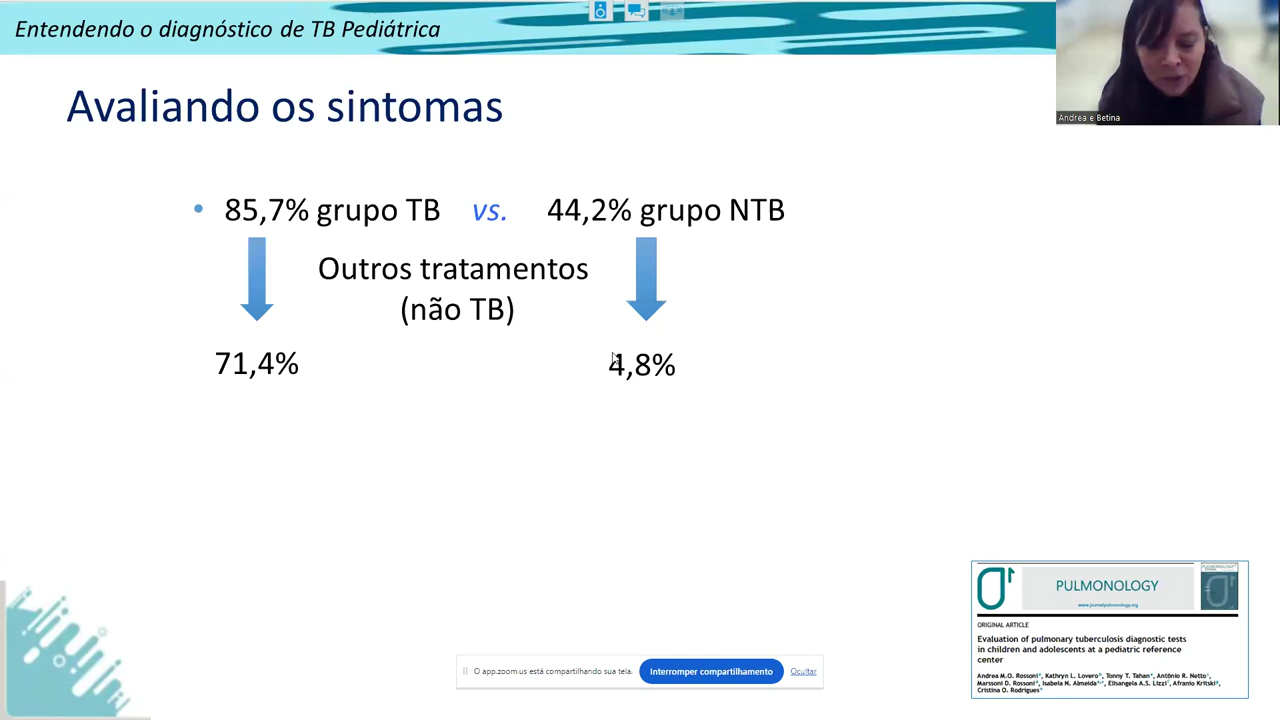 Entendendo o diagnóstico de TB Pediátrica
Andrea e Betina
Avaliando os sintomas
• 85,7% grupo TB vs. 44,2% grupo NTB
Outros tratamentos
(não TB)
71,4%
4,8%
PULMONOLOGY
www.journalpulmonology.org
ORIGINAL ARTICLE
Evaluation of pulmonary tuberculosis diagnostic tests
in children and adolescents at a pediatric reference
center
Andrea M.O. Rossoni, Kathryn L. Lovero, Tonny T. Tahan, Antônio R. Netto,
Marssoni D. Rossoni, Isabela N. Almeida, Elisangela A.S. Lizzi, Afranio Kritski,
Cristina O. Rodrigues
O app.zoom.us está compartilhando sua tela.
Interromper compartilhamento
Ocultar